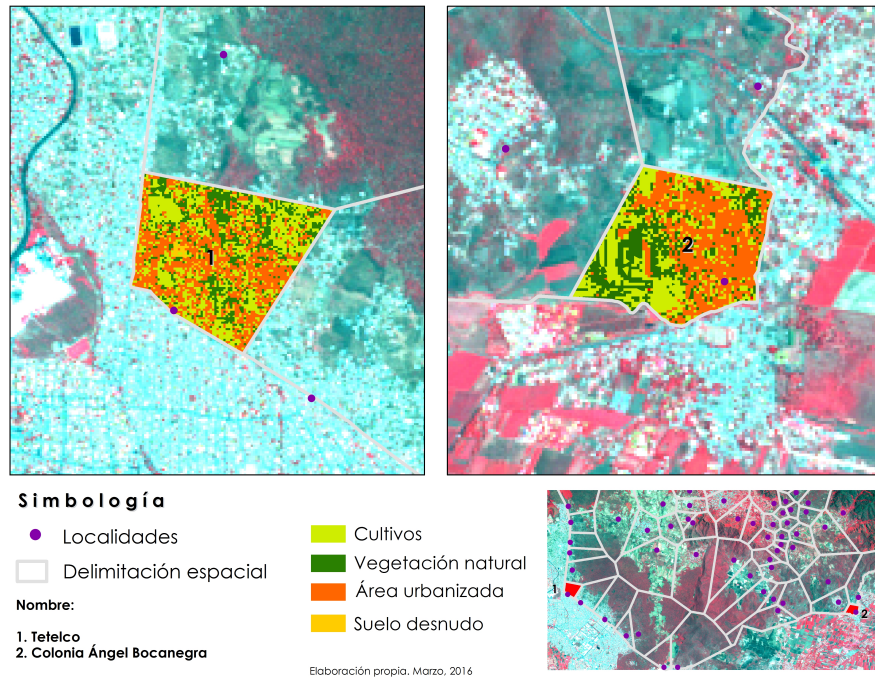 1
2
Simbología
Localidades
Delimitación espacial
Nombre:
1. Tetelco
2. Colonia Ángel Bocanegra
Cultivos
Vegetación natural
Área urbanizada
Suelo desnudo
Elaboración propia. Marzo, 2016
1
2